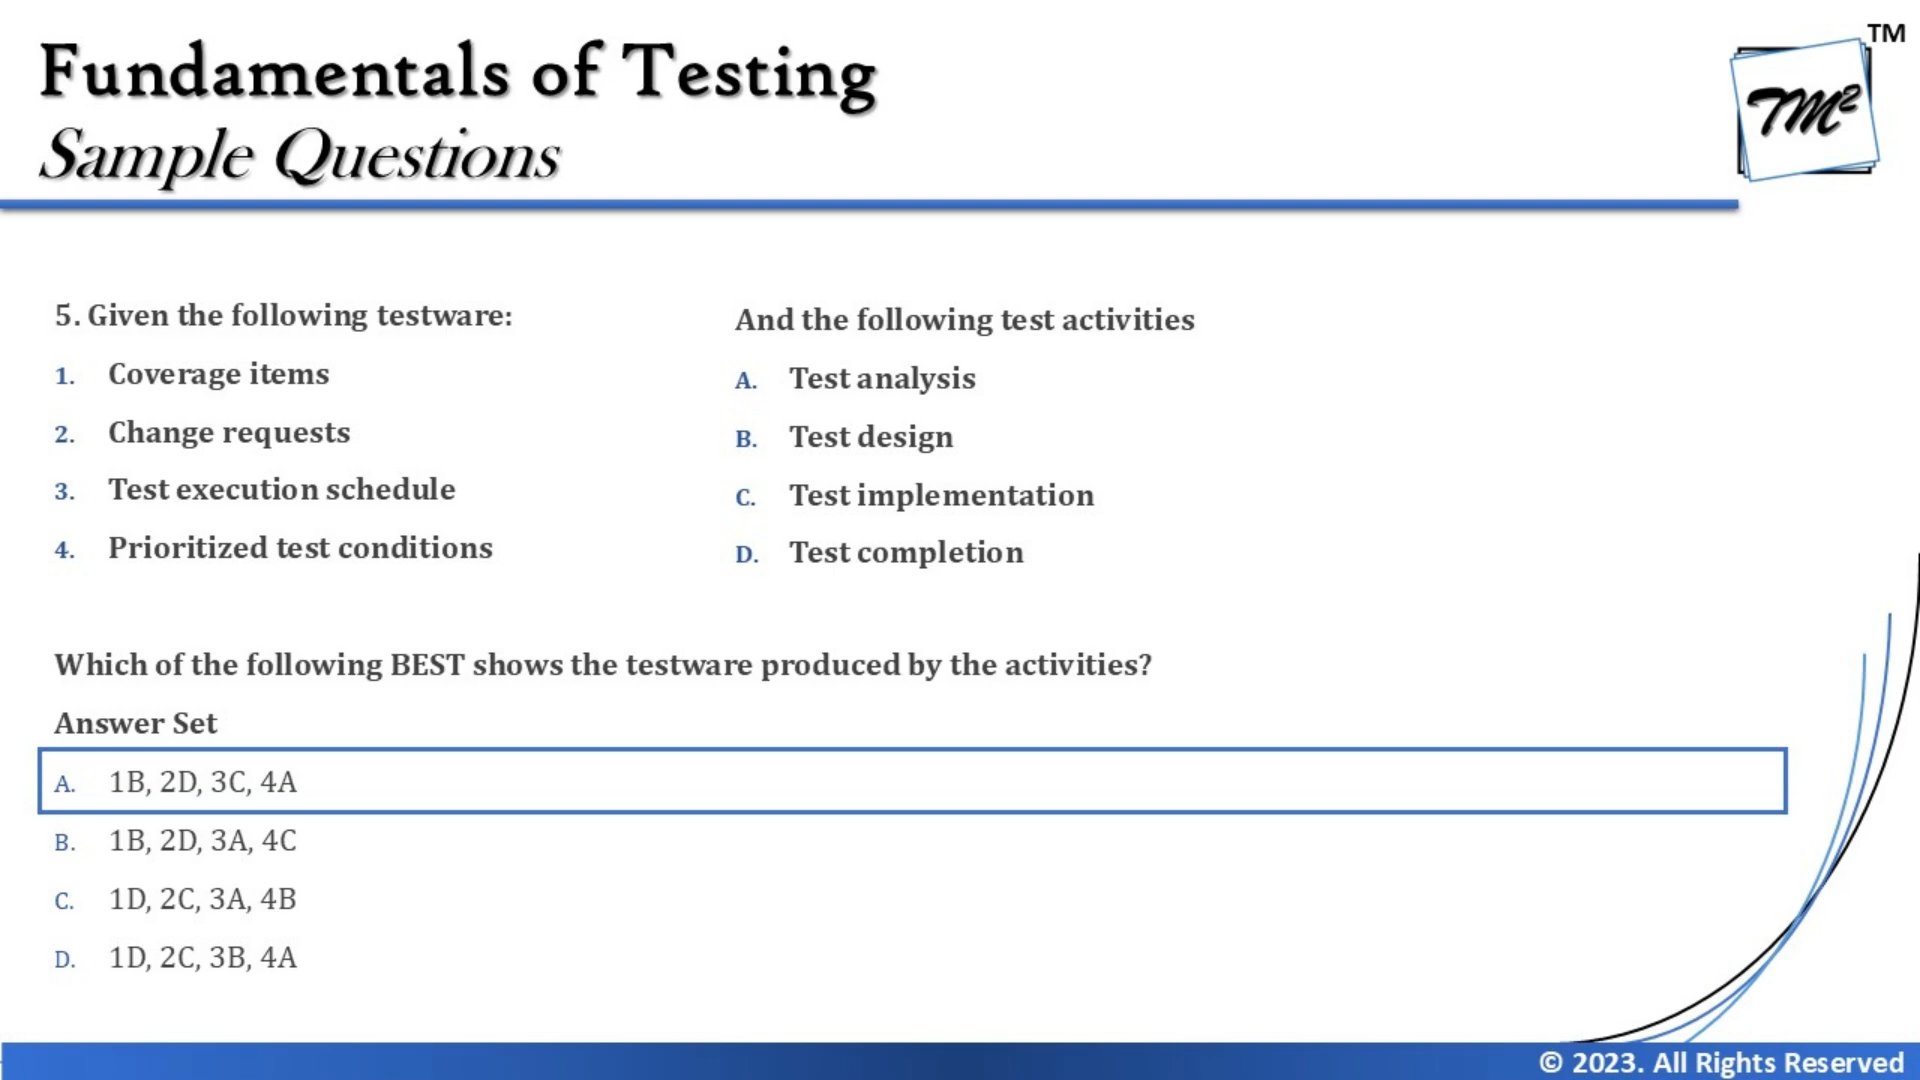 Fundamentals of Testing
Sample Questions
TM
TM²
5. Given the following testware:
1. Coverage items
2. Change requests
3. Test execution schedule
4. Prioritized test conditions
And the following test activities
A. Test analysis
B. Test design
C. Test implementation
D. Test completion
Which of the following BEST shows the testware produced by the activities?
Answer Set
A. 1B, 2D, 3C, 4A
B. 1B, 2D, 3A, 4C
C. 1D, 2C, 3A, 4B
D. 1D, 2C, 3B, 4A
© 2023. All Rights Reserved